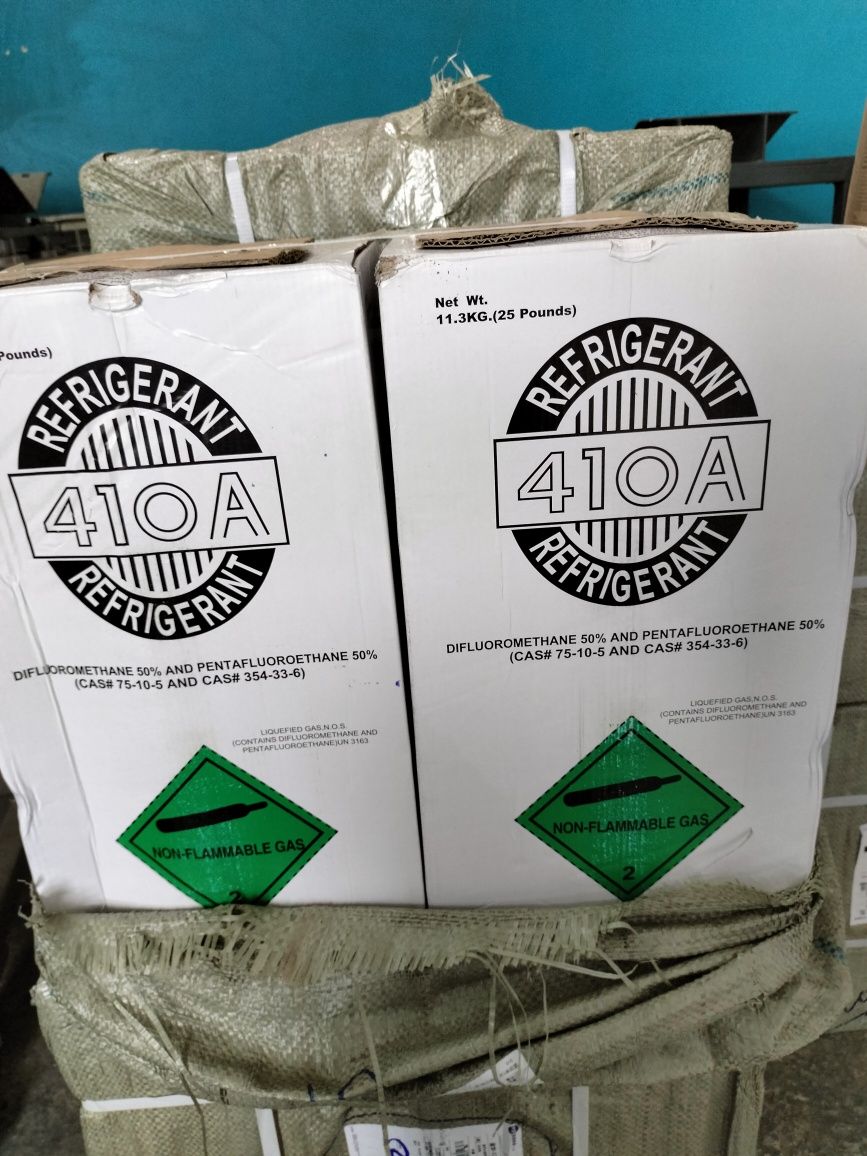 Pounds)
REFRIGERANT
410A
REFRIGERANT
DIFLUOROMETHANE 50% AND PENTAFLUOROETHANE 50%
(CAS# 75-10-5 AND CAS# 354-33-6)
LIQUEFIED GAS,N.O.S.
(CONTAINS DIFLUOROMETHANE AND
PENTAFLUOROETHANE)UN 3163
NON-FLAMMABLE GAS
2
Net Wt.
11.3KG.(25 Pounds)
REFRIGERANT
410A
REFRIGERANT
DIFLUOROMETHANE 50% AND PENTAFLUOROETHANE 50%
(CAS# 75-10-5 AND CAS# 354-33-6)
LIQUEFIED GAS,N.O.S.
(CONTAINS DIFLUOROMETHANE AND
PENTAFLUOROETHANE)UN 3163
NON-FLAMMABLE GAS
2